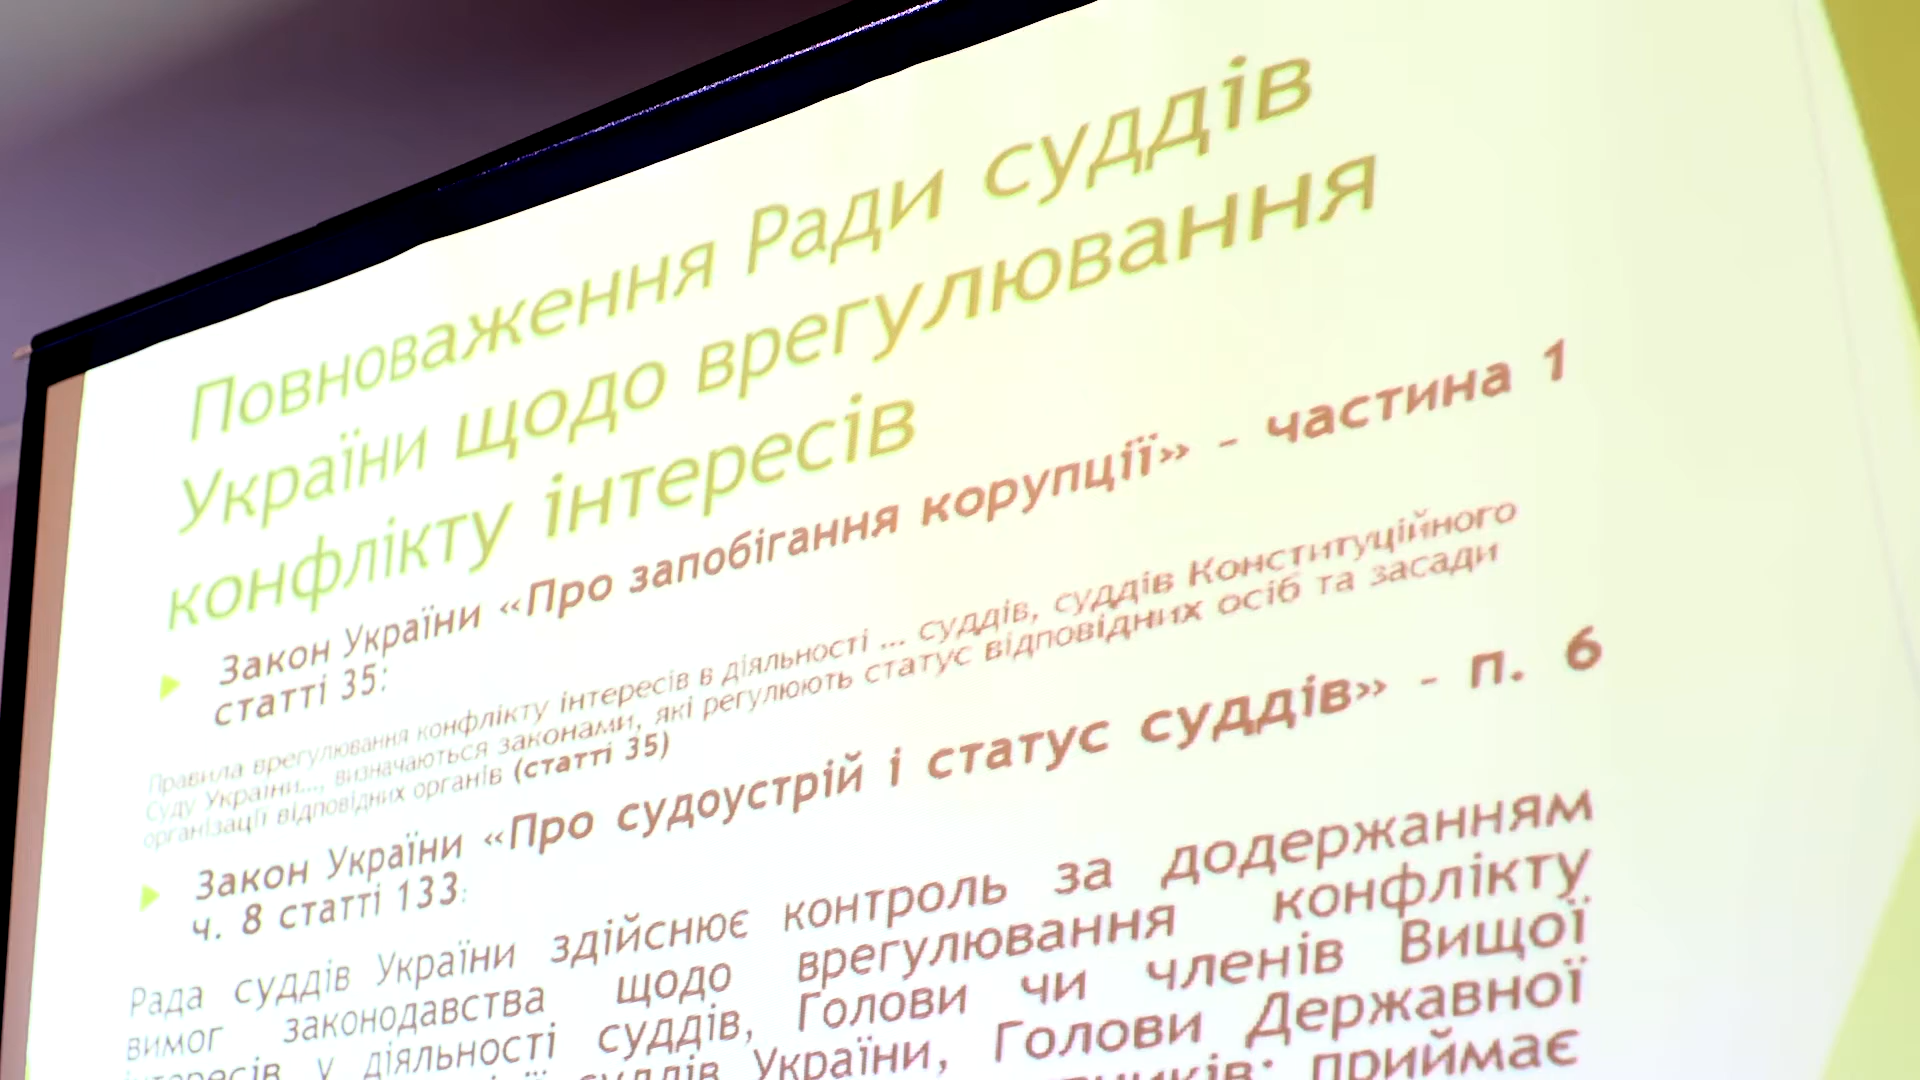 Повноваження Ради суддів
України щодо врегулювання
конфлікту інтересів
Закон України «Про запобігання корупції» - частина 1
статті 35:
Правила врегулювання конфлікту інтересів в діяльності ... суддів, суддів Конституційного
Суду України..., визначаються законами, які регулюють статус відповідних осіб та засади
організації відповідних органів (статті 35)
Закон України «Про судоустрій і статус суддів» - п. 6
ч. 8 статті 133:
Рада суддів України здійснює контроль за додержанням
вимог законодавства щодо врегулювання конфлікту
інтересів у діяльності суддів, Голови чи членів Вищої
суддів України, Голови Державної
приймає